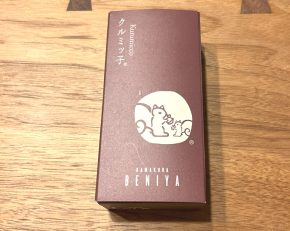 Kurumicco
クルミッ子®
®
KAMAKURA
BENIYA